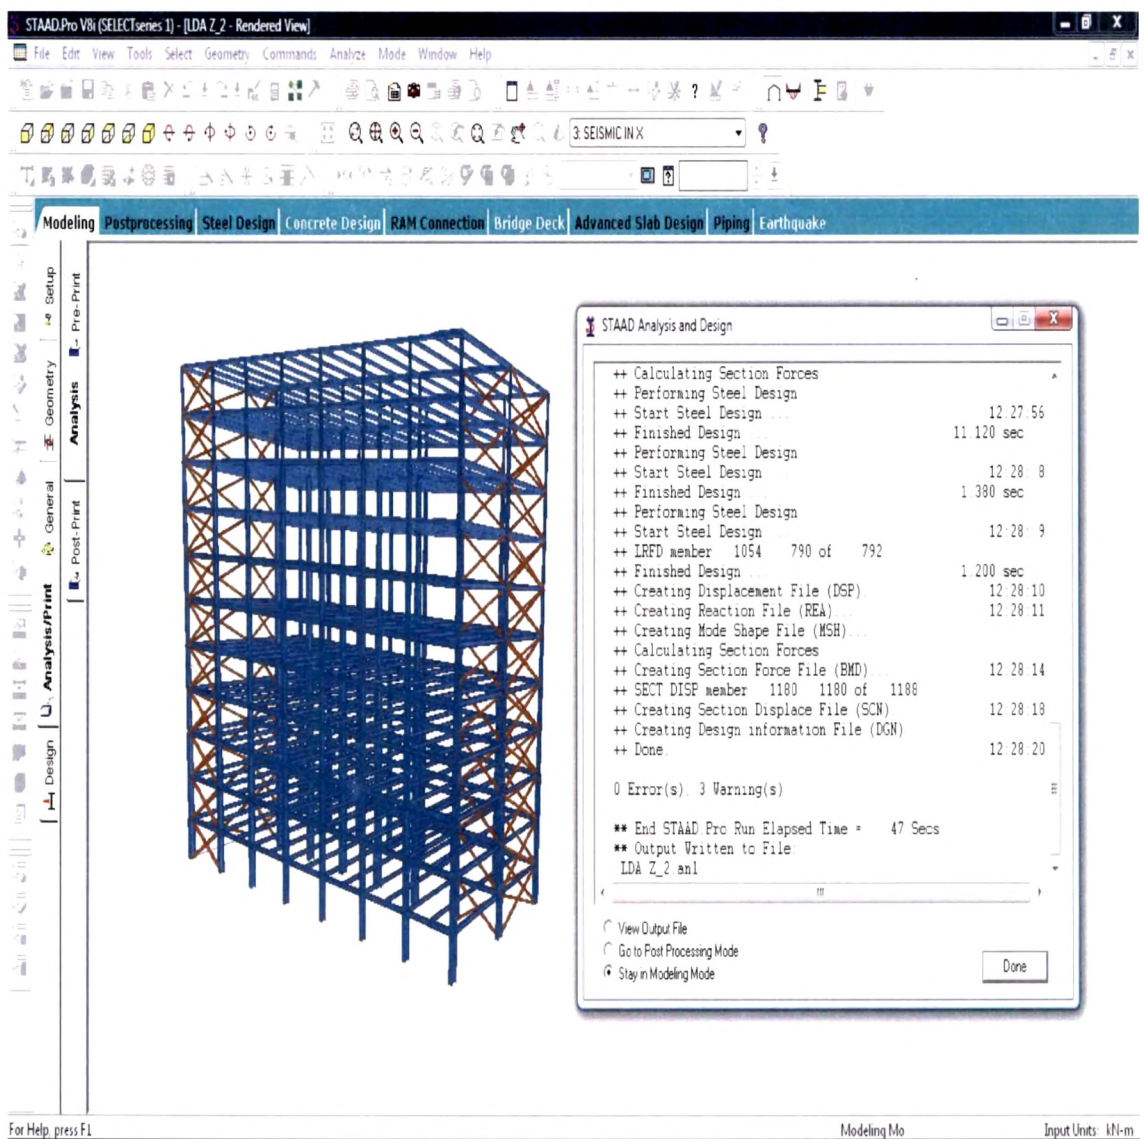 STAAD.Pro V8i (SELECTseries 1) - [LDA Z_2 - Rendered View]
File Edit View Tools Select Geometry Commands Analyze Mode Window Help
3: SEISMIC IN X
Modeling Postprocessing Steel Design Concrete Design RAM Connection Bridge Deck Advanced Slab Design Piping Earthquake
Setup
Geometry
General
Analysis/Print
Design
Pre-Print
Analysis
Post-Print
STAAD Analysis and Design
++ Calculating Section Forces
++ Performing Steel Design
++ Start Steel Design ... 12:27:56
++ Finished Design ... 11.120 sec
++ Performing Steel Design
++ Start Steel Design ... 12:28: 8
++ Finished Design ... 1.380 sec
++ Performing Steel Design
++ Start Steel Design ... 12:28: 9
++ LRFD member 1054 790 of 792
++ Finished Design ... 1.200 sec
++ Creating Displacement File (DSP)... 12:28:10
++ Creating Reaction File (REA)... 12:28:11
++ Creating Mode Shape File (MSH)...
++ Calculating Section Forces
++ Creating Section Force File (BMD)... 12:28:14
++ SECT DISP member 1180 1180 of 1188
++ Creating Section Displace File (SCN) 12:28:18
++ Creating Design information File (DGN)
++ Done. 12:28:20
0 Error(s), 3 Warning(s)
** End STAAD.Pro Run Elapsed Time = 47 Secs
** Output Written to File:
LDA Z_2.anl
View Output File
Go to Post Processing Mode
Stay in Modeling Mode
Done
For Help, press F1
Modeling Mo
Input Units: kN-m